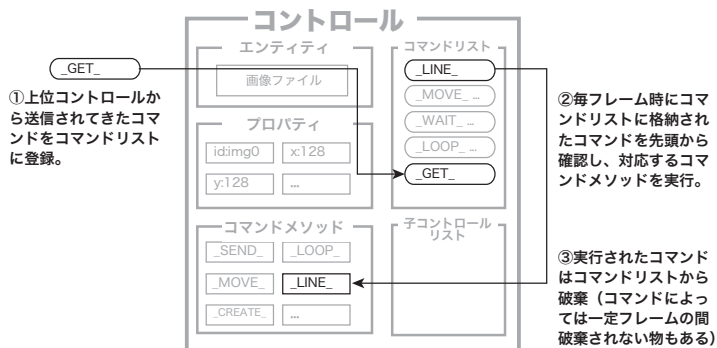 コントロール
エンティティ
画像ファイル
プロパティ
id:img0
x:128
y:128
...
コマンドメソッド
_SEND_
_LOOP_
_MOVE_
_LINE_
_CREATE_
...
コマンドリスト
_LINE_
_MOVE_ ...
_WAIT_ ...
_LOOP_ ...
_GET_
子コントロール
リスト
_GET_
①上位コントロールか
ら送信されてきたコマ
ンドをコマンドリスト
に登録。
②毎フレーム時にコマ
ンドリストに格納され
たコマンドを先頭から
確認し、対応するコマ
ンドメソッドを実行。
③実行されたコマンド
はコマンドリストから
破棄（コマンドによっ
ては一定フレームの間
破棄されない物もある）